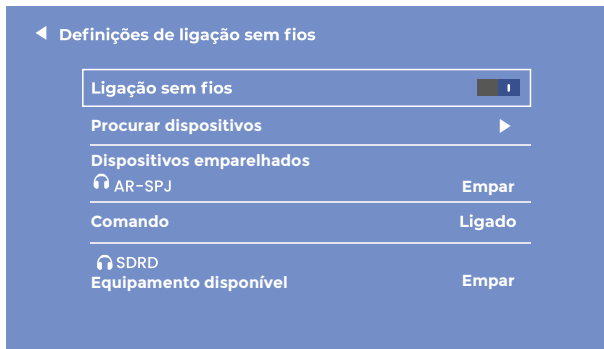 Definições de ligação sem fios
Ligação sem fios
Procurar dispositivos
Dispositivos emparelhados
AR-SPJ Empar
Comando Ligado
SDRD
Equipamento disponível Empar